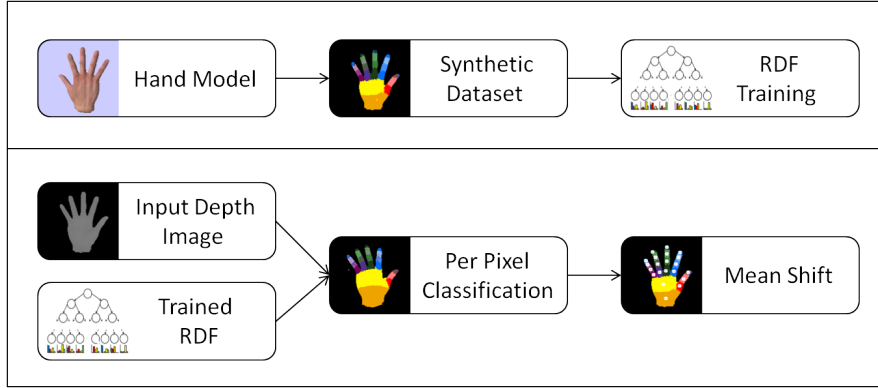 Hand Model
Synthetic
Dataset
RDF
Training
Input Depth
Image
Trained
RDF
Per Pixel
Classification
Mean Shift